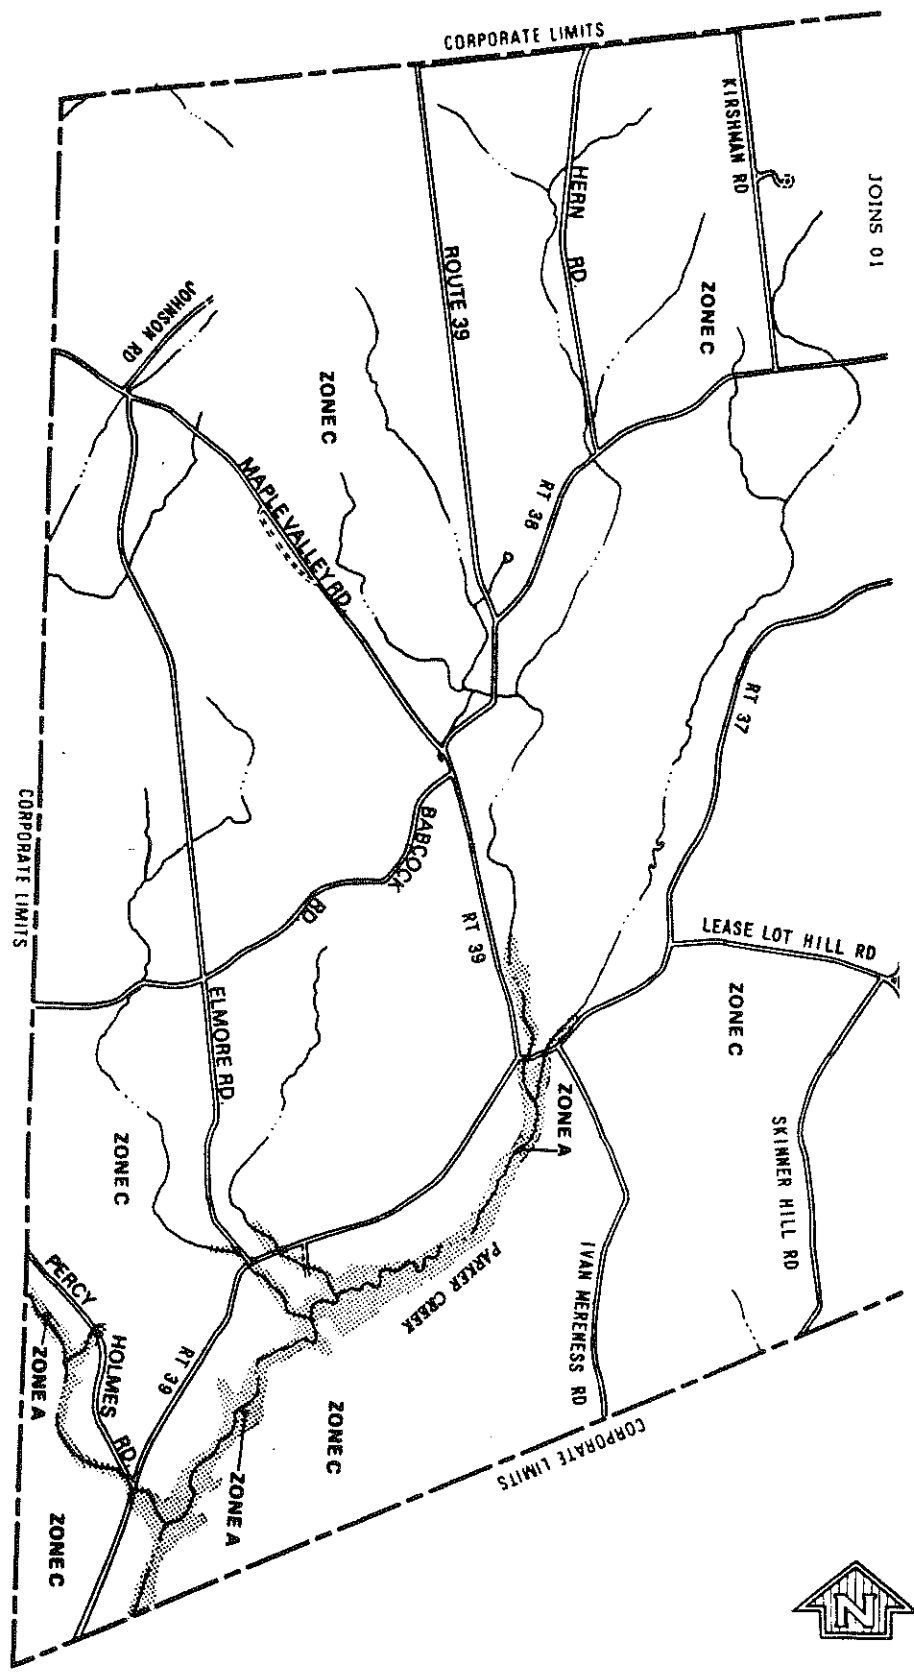 CORPORATE LIMITS
KIRSHMAN RD
JOINS 01
HERN RD.
ROUTE 39
ZONE C
JOHNSON RD
ZONE C
MAPLE VALLEY RD.
RT 38
RT 37
CORPORATE LIMITS
BABCOCK RD.
RT 39
LEASE LOT HILL RD
ZONE C
ELMORE RD.
ZONE A
SKINNER HILL RD
ZONE C
PARKER CREEK
IVAN MERENESS RD
PERCY HOLMES RD.
RT 39
ZONE A
ZONE C
CORPORATE LIMITS
ZONE A
ZONE C
N